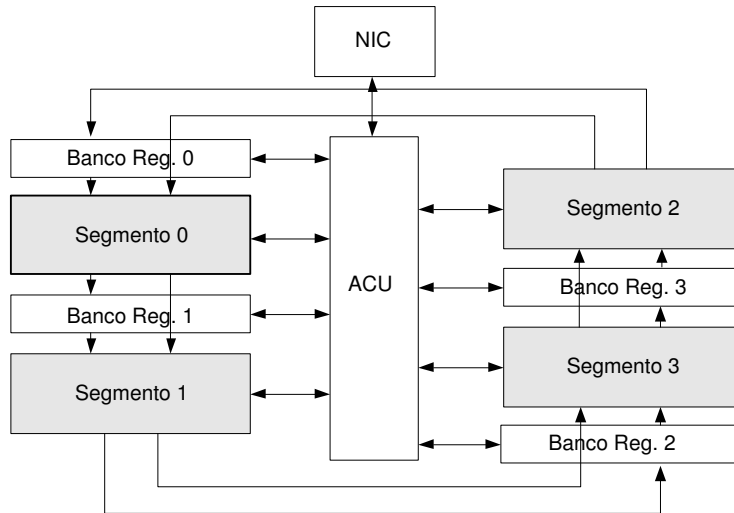 NIC
Banco Reg. 0
Segmento 0
Banco Reg. 1
Segmento 1
ACU
Segmento 2
Banco Reg. 3
Segmento 3
Banco Reg. 2